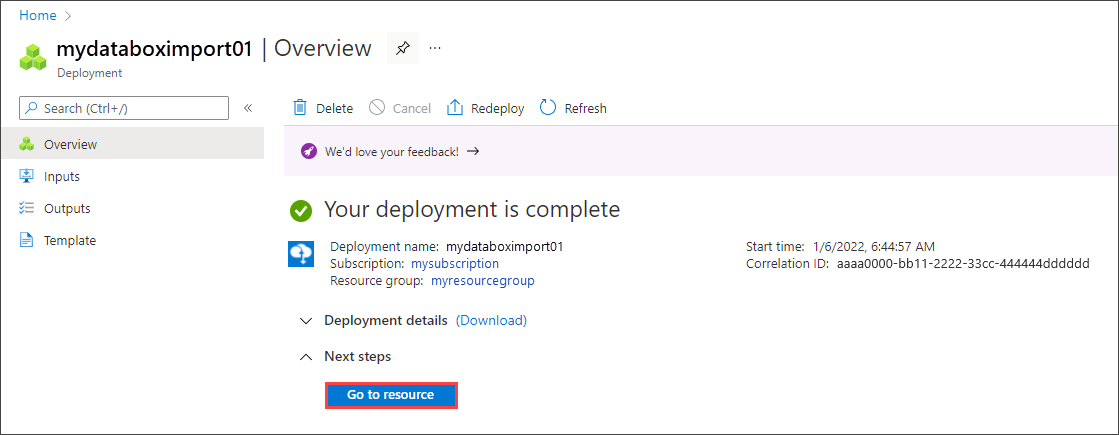 Home
mydataboximport01 | Overview
Deployment
Search (Ctrl+/)
Delete Cancel Redeploy Refresh
Overview
Inputs
Outputs
Template
We'd love your feedback!
Your deployment is complete
Deployment name: mydataboximport01
Subscription: mysubscription
Resource group: myresourcegroup
Start time: 1/6/2022, 6:44:57 AM
Correlation ID: aaaa0000-bb11-2222-33cc-444444dddddd
Deployment details (Download)
Next steps
Go to resource